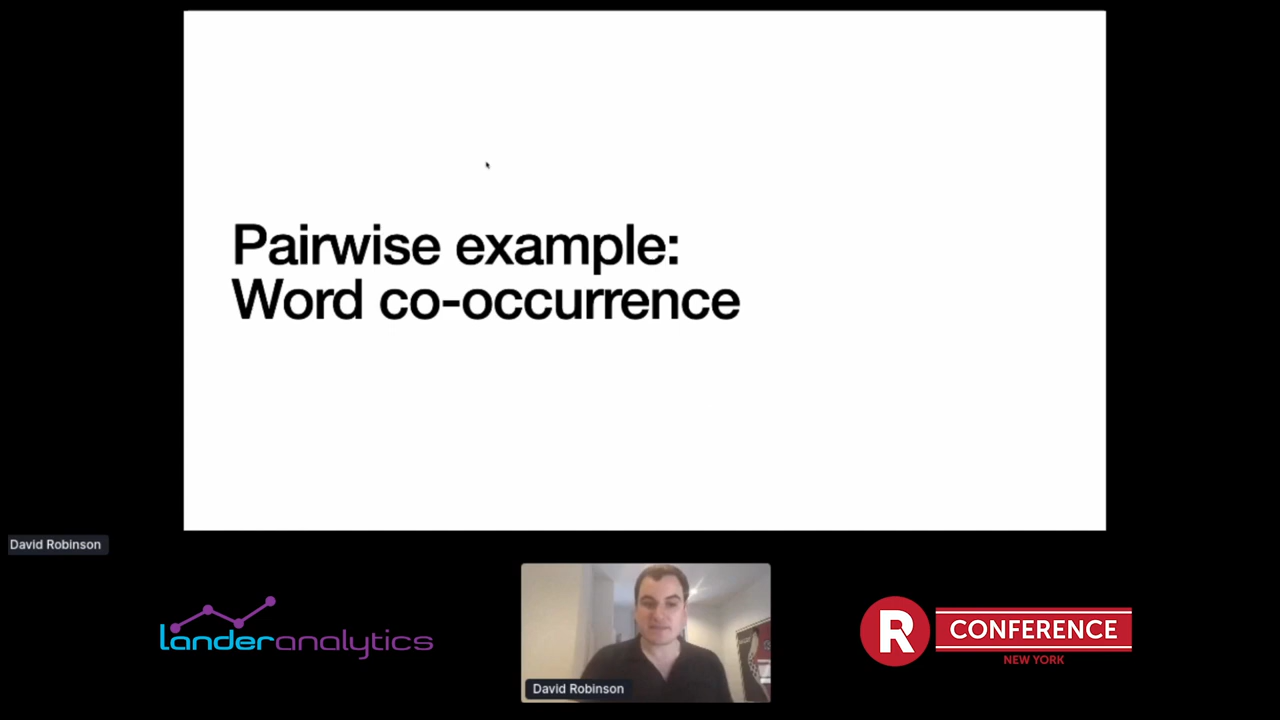 Pairwise example:
Word co-occurrence
David Robinson
landeranalytics
David Robinson
R CONFERENCE
NEW YORK